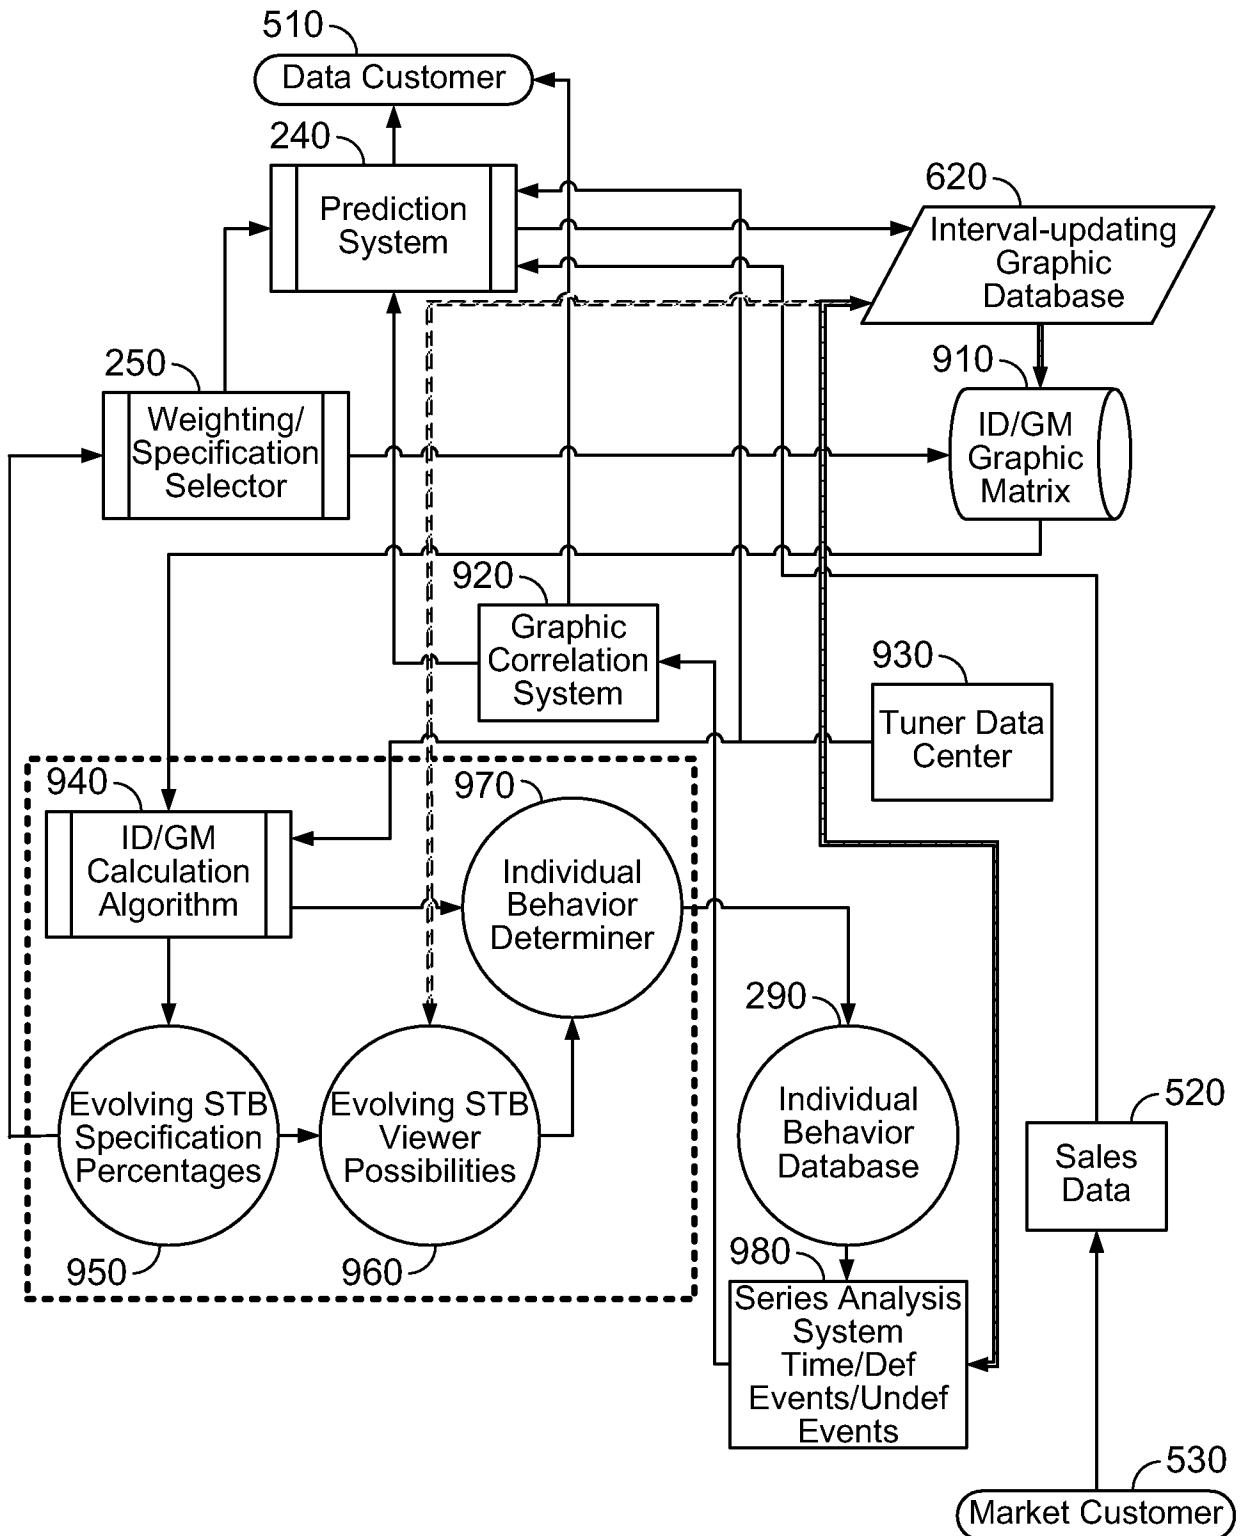 510
Data Customer
240
Prediction
System
620
Interval-updating
Graphic
Database
250
Weighting/
Specification
Selector
910
ID/GM
Graphic
Matrix
920
Graphic
Correlation
System
930
Tuner Data
Center
940
ID/GM
Calculation
Algorithm
970
Individual
Behavior
Determiner
290
Individual
Behavior
Database
Evolving STB
Specification
Percentages
950
Evolving STB
Viewer
Possibilities
960
520
Sales
Data
980
Series Analysis
System
Time/Def
Events/Undef
Events
530
Market Customer